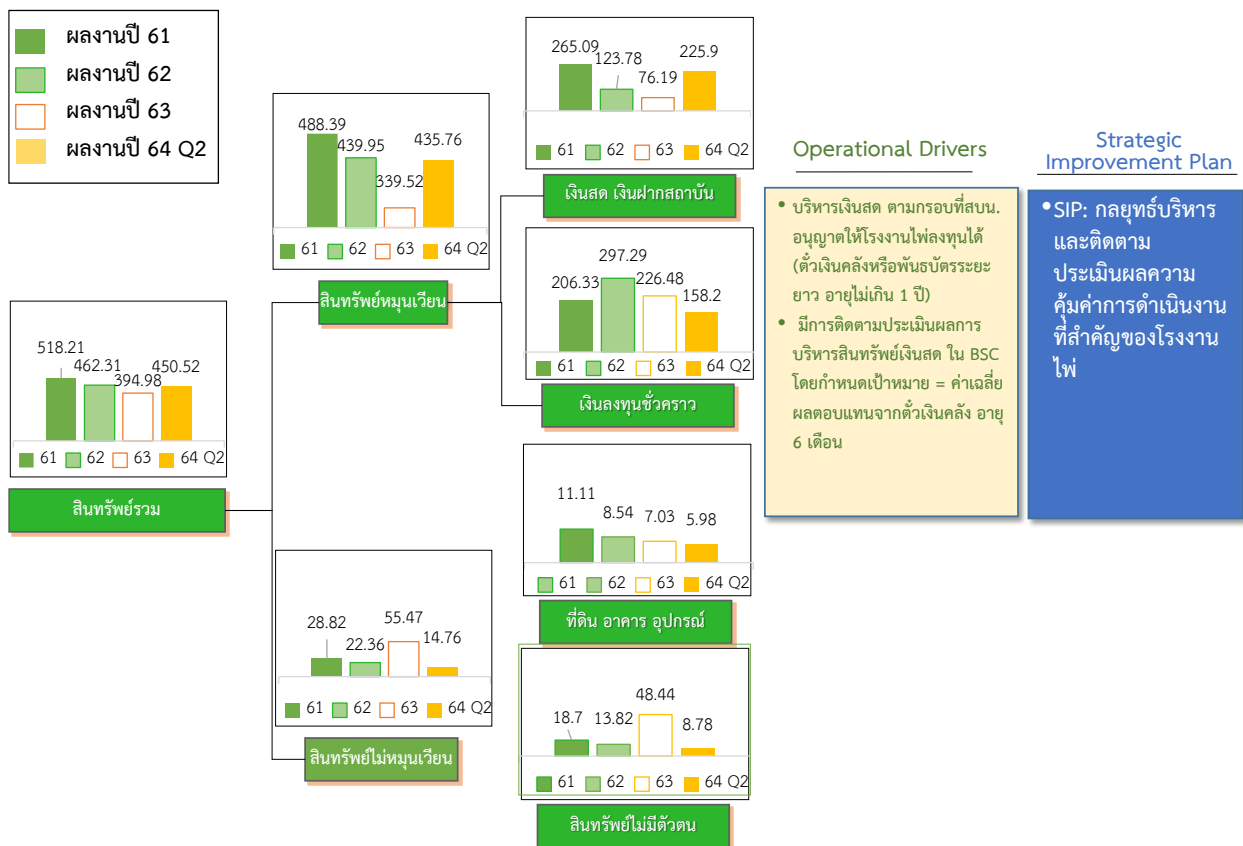 ผลงานปี 61
ผลงานปี 62
ผลงานปี 63
ผลงานปี 64 Q2
518.21
462.31
394.98
450.52
61 62 63 64 Q2
สินทรัพย์รวม
488.39
439.95
339.52
435.76
61 62 63 64 Q2
สินทรัพย์หมุนเวียน
28.82
22.36
55.47
14.76
61 62 63 64 Q2
สินทรัพย์ไม่หมุนเวียน
265.09
123.78
76.19
225.9
61 62 63 64 Q2
เงินสด เงินฝากสถาบัน
206.33
297.29
226.48
158.2
61 62 63 64 Q2
เงินลงทุนชั่วคราว
11.11
8.54
7.03
5.98
61 62 63 64 Q2
ที่ดิน อาคาร อุปกรณ์
18.7
13.82
48.44
8.78
61 62 63 64 Q2
สินทรัพย์ไม่มีตัวตน
Operational Drivers
• บริหารเงินสด ตามกรอบที่สบน.
อนุญาตให้โรงงานไพ่ลงทุนได้
(ตั๋วเงินคลังหรือพันธบัตรระยะ
ยาว อายุไม่เกิน 1 ปี)
• มีการติดตามประเมินผลการ
บริหารสินทรัพย์เงินสด ใน BSC
โดยกำหนดเป้าหมาย = ค่าเฉลี่ย
ผลตอบแทนจากตั๋วเงินคลัง อายุ
6 เดือน
Strategic
Improvement Plan
•SIP: กลยุทธ์บริหาร
และติดตาม
ประเมินผลความ
คุ้มค่าการดำเนินงาน
ที่สำคัญของโรงงาน
ไพ่